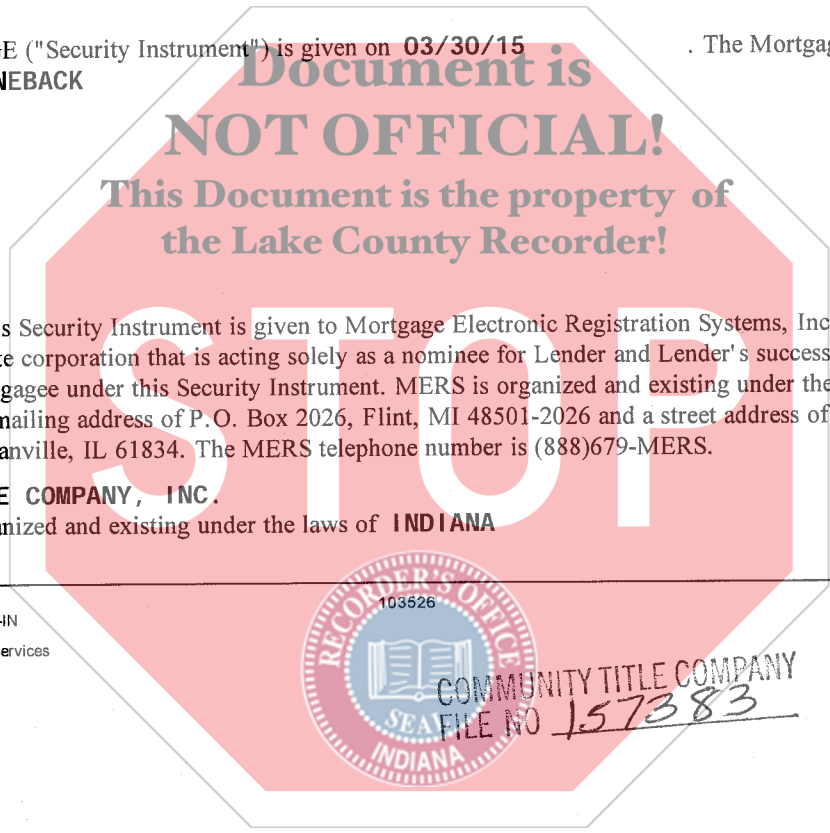 E ("Security Instrument") is given on 03/30/15 . The Mortgag
NEBACK
Document is
NOT OFFICIAL!
This Document is the property of
the Lake County Recorder!
STOP
s Security Instrument is given to Mortgage Electronic Registration Systems, Inc
te corporation that is acting solely as a nominee for Lender and Lender's success
gagee under this Security Instrument. MERS is organized and existing under the
mailing address of P.O. Box 2026, Flint, MI 48501-2026 and a street address of
anville, IL 61834. The MERS telephone number is (888)679-MERS.
E COMPANY, INC.
anized and existing under the laws of INDIANA
103526
-IN
ervices
RECORDER'S OFFICE
SEAL
INDIANA
COMMUNITY TITLE COMPANY
FILE NO 157383